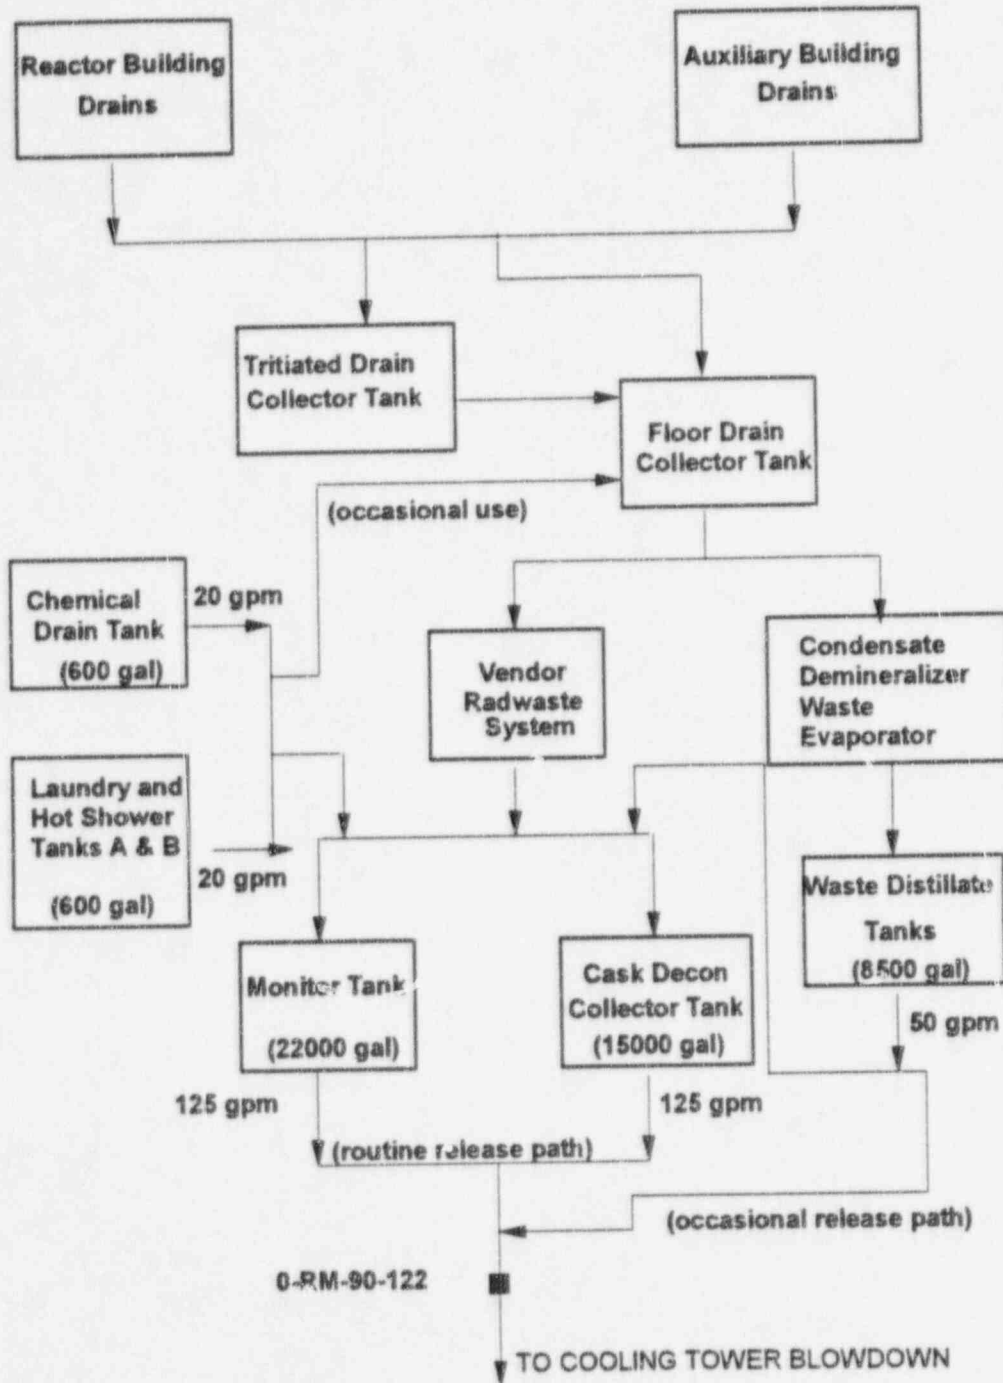 Reactor Building
Drains
Auxiliary Building
Drains
Tritiated Drain
Collector Tank
Floor Drain
Collector Tank
(occasional use)
Chemical
Drain Tank
(600 gal)
20 gpm
Vendor
Radwaste
System
Condensate
Demineralizer
Waste
Evaporator
Laundry and
Hot Shower
Tanks A & B
(600 gal)
20 gpm
Waste Distillate
Tanks
(8500 gal)
Monitor Tank
(22000 gal)
Cask Decon
Collector Tank
(15000 gal)
50 gpm
125 gpm
125 gpm
(routine release path)
(occasional release path)
0-RM-90-122
TO COOLING TOWER BLOWDOWN